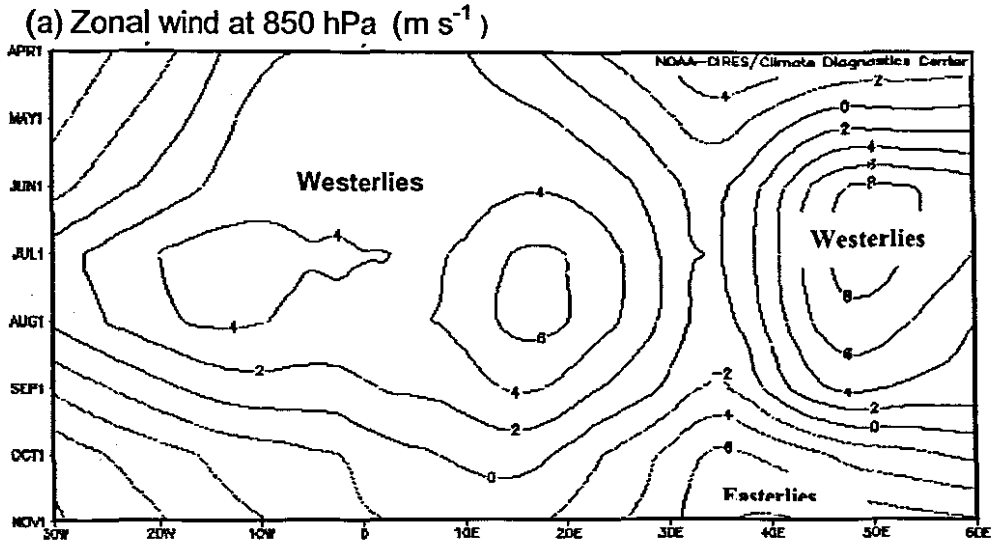 (a) Zonal wind at 850 hPa (m s⁻¹)
NOAA-CIRES/Climate Diagnostics Center
APR1
MAY1
JUN1
JUL1
AUG1
SEP1
OCT1
NOV1
4
2
0
2
4
6
8
Westerlies
4
Westerlies
4
8
4
6
6
2
4
4
-2
2
2
4
0
0
6
Easterlies
30W
20W
10W
0
10E
20E
30E
40E
50E
60E